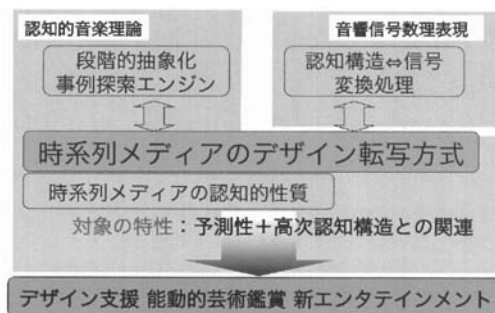 認知的音楽理論
音響信号数理表現
段階的抽象化
事例探索エンジン
認知構造⇔信号
変換処理
時系列メディアのデザイン転写方式
時系列メディアの認知的性質
対象の特性：予測性＋高次認知構造との関連
デザイン支援 能動的芸術鑑賞 新エンタテインメント